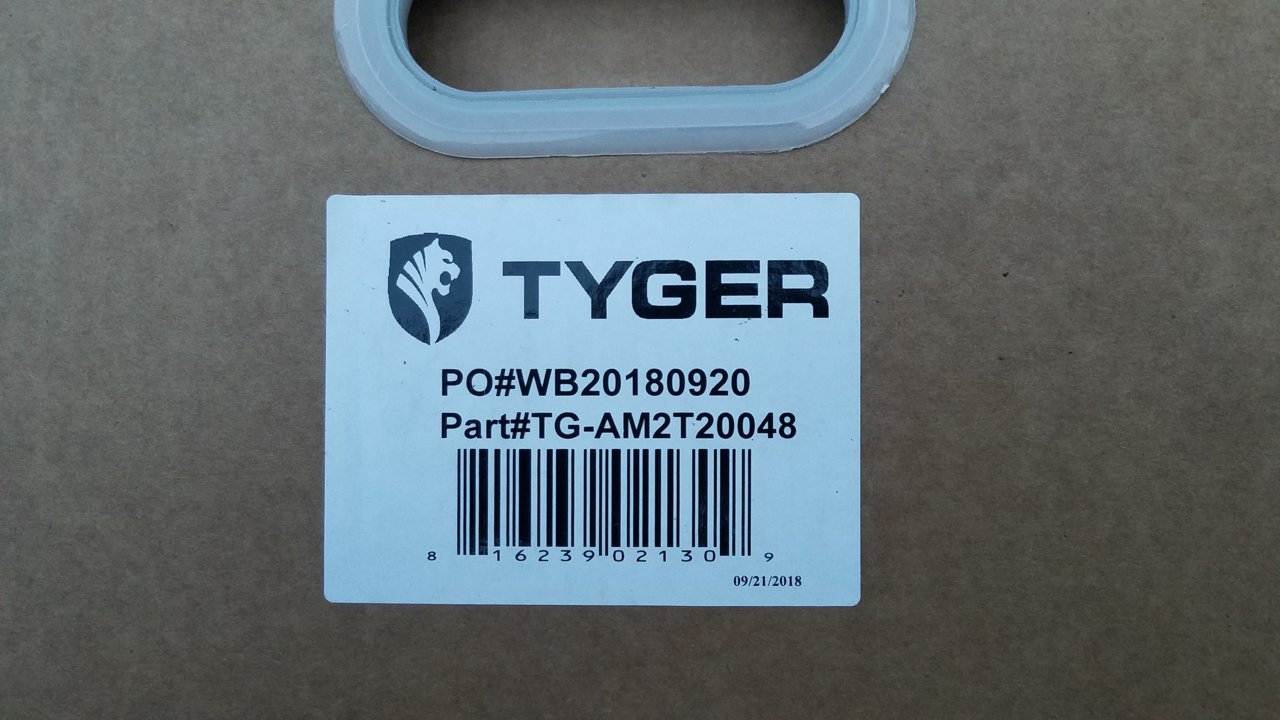 TYGER
PO#WB20180920
Part#TG-AM2T20048
8 16239 02130 9
09/21/2018